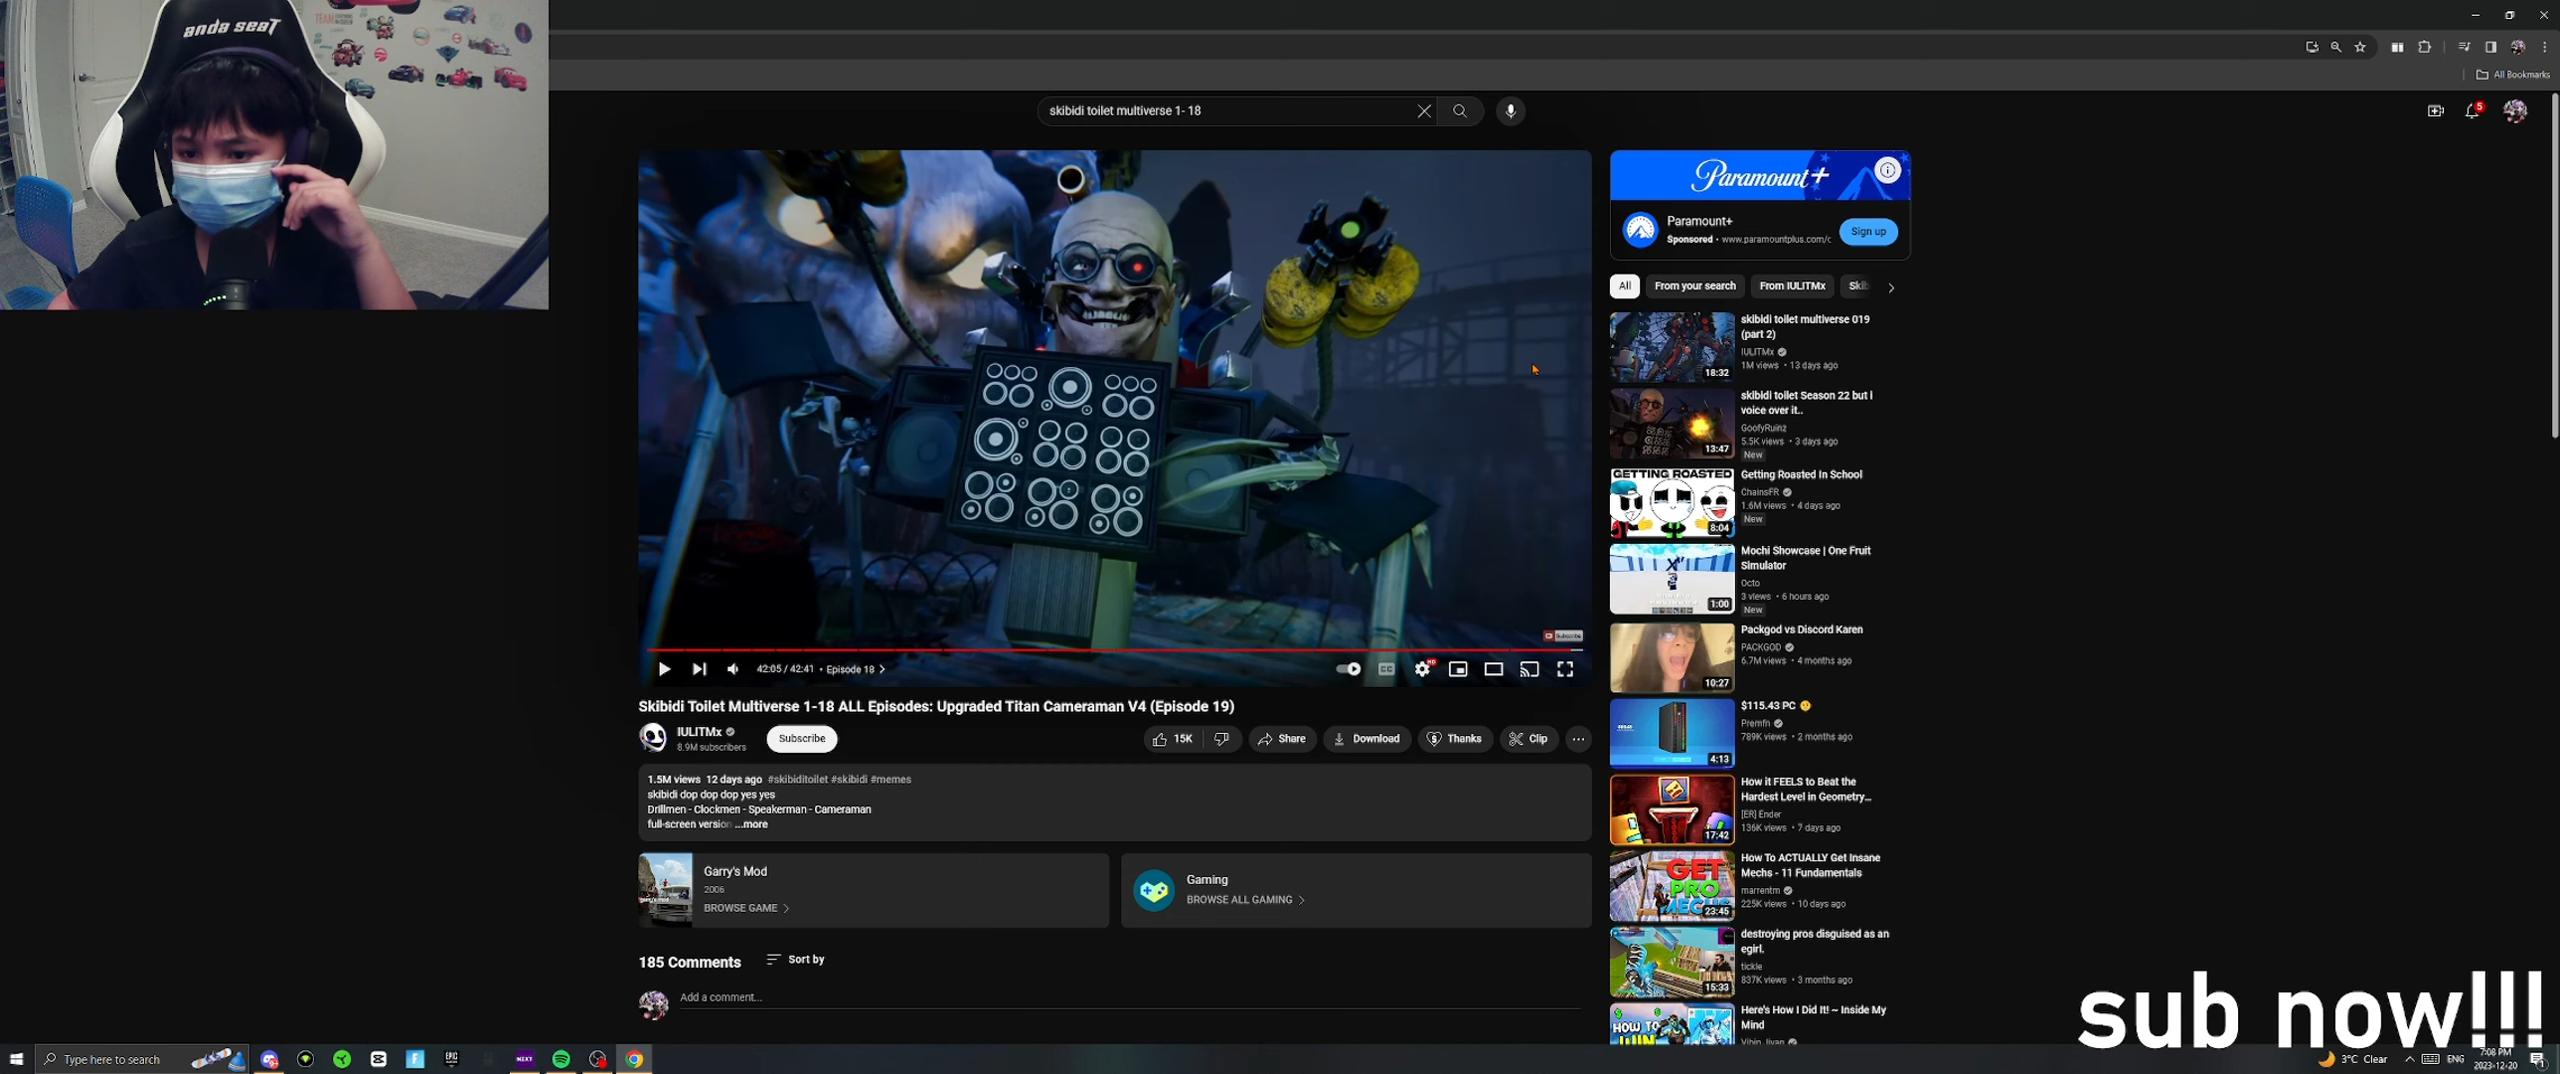 anda seaT
All Bookmarks
skibidi toilet multiverse 1- 18
5
Paramount+
Paramount+
Sponsored · www.paramountplus.com/c
Sign up
All
From your search
From IULITMx
Skib
skibidi toilet multiverse 019
(part 2)
IULITMx
1M views · 13 days ago
18:32
skibidi toilet Season 22 but i
voice over it..
GoofyRuinz
5.5K views · 3 days ago
New
13:47
GETTING ROASTED
Getting Roasted In School
ChainsFR
1.6M views · 4 days ago
New
8:04
Mochi Showcase | One Fruit
Simulator
Octo
3 views · 6 hours ago
New
1:00
Packgod vs Discord Karen
PACKGOD
6.7M views · 4 months ago
10:27
$115.43 PC
Premfn
789K views · 2 months ago
4:13
How it FEELS to Beat the
Hardest Level in Geometry...
[ER] Ender
136K views · 7 days ago
17:42
GET
PRO
MECHS
How To ACTUALLY Get Insane
Mechs - 11 Fundamentals
marrentm
225K views · 10 days ago
23:45
destroying pros disguised as an
egirl.
tickle
837K views · 3 months ago
15:33
HOW TO
Here's How I Did It! ~ Inside My
Mind
Subscribe
42:05 / 42:41 · Episode 18
CC
HD
Skibidi Toilet Multiverse 1-18 ALL Episodes: Upgraded Titan Cameraman V4 (Episode 19)
IULITMx
8.9M subscribers
Subscribe
15K
Share
Download
Thanks
Clip
1.5M views 12 days ago #skibiditoilet #skibidi #memes
skibidi dop dop dop yes yes
Drillmen - Clockmen - Speakerman - Cameraman
full-screen version ...more
Garry's Mod
2006
BROWSE GAME
Gaming
BROWSE ALL GAMING
185 Comments
Sort by
Add a comment...
sub now!!!
Type here to search
EPIC
NEXT
3°C Clear
ENG
7:08 PM
2023-12-20
1